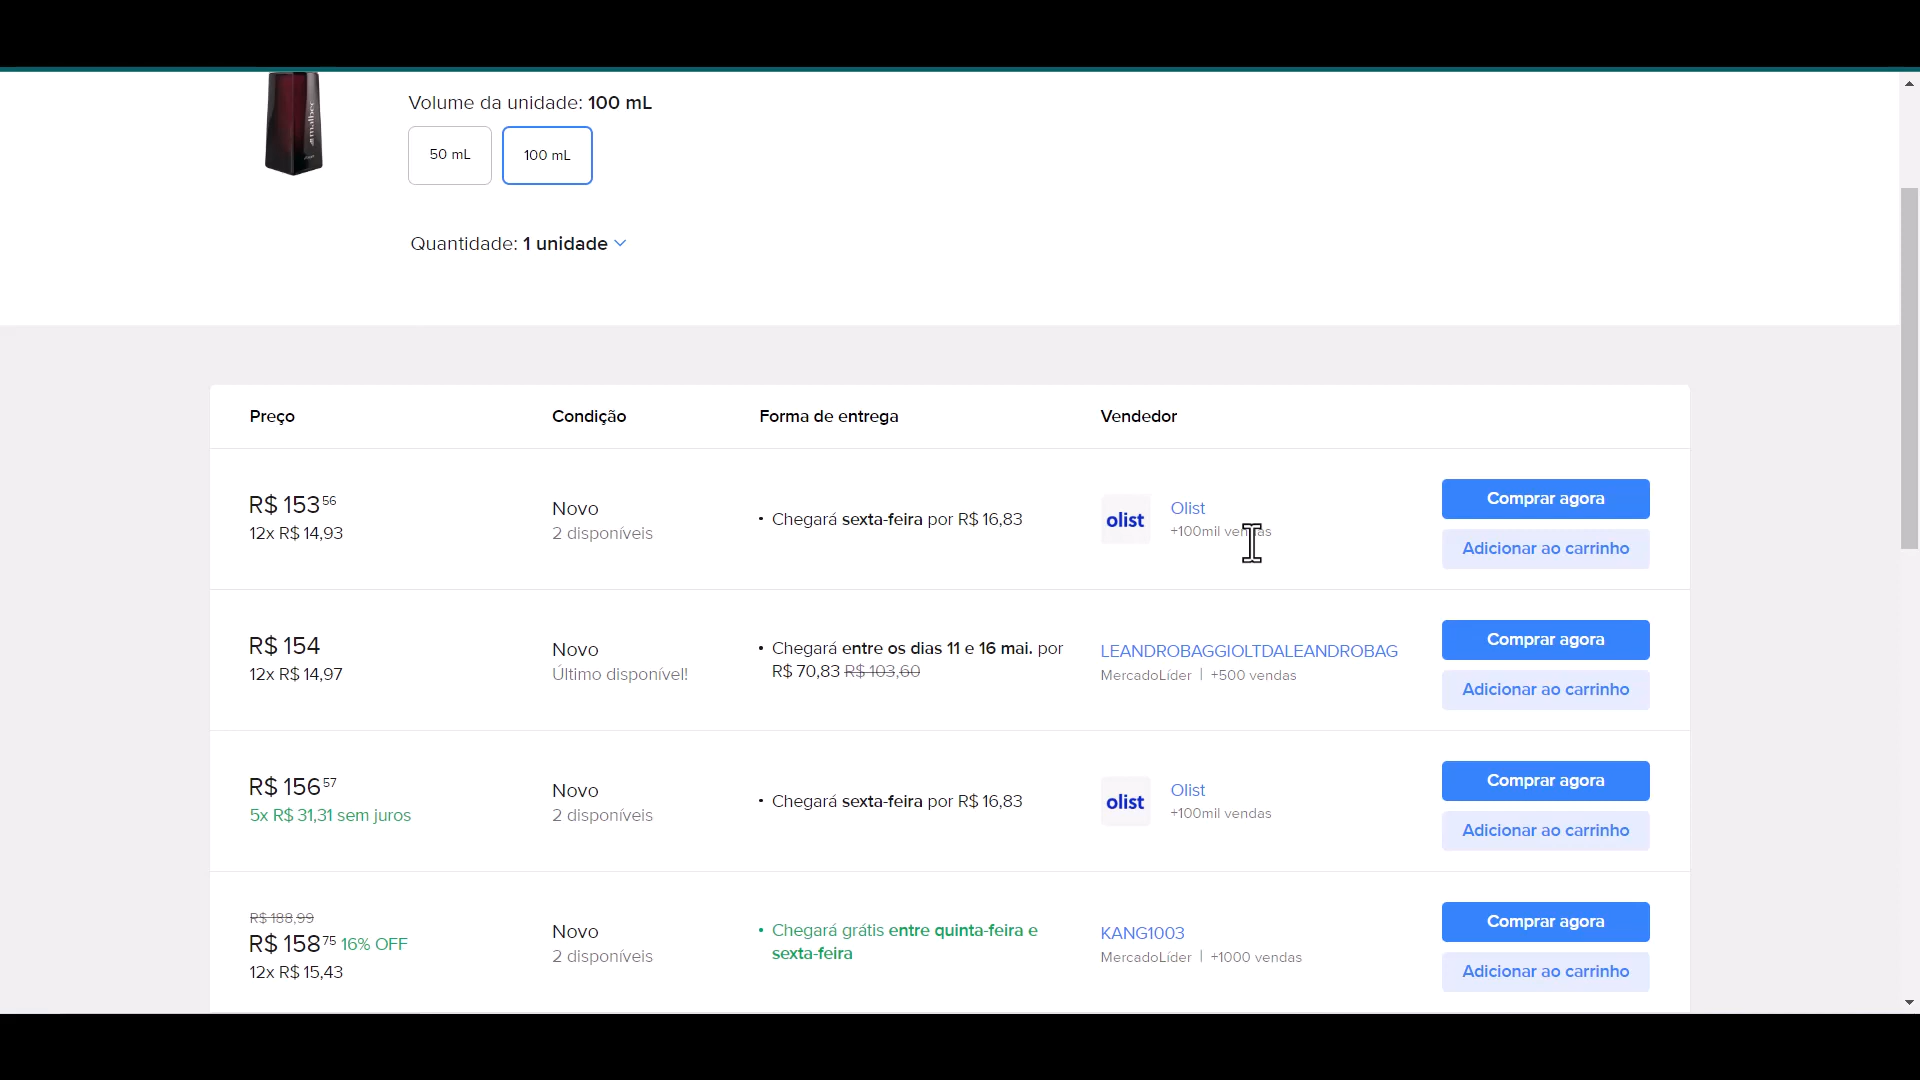 malbec
Volume da unidade: 100 mL
50 mL
100 mL
Quantidade: 1 unidade
Preço
Condição
Forma de entrega
Vendedor
R$ 153 56
12x R$ 14,93
Novo
2 disponíveis
• Chegará sexta-feira por R$ 16,83
olist
Olist
+100mil vendas
Comprar agora
Adicionar ao carrinho
R$ 154
12x R$ 14,97
Novo
Último disponível!
• Chegará entre os dias 11 e 16 mai. por
R$ 70,83 R$ 103,60
LEANDROBAGGIOLTDALEANDROBAG
MercadoLíder | +500 vendas
Comprar agora
Adicionar ao carrinho
R$ 156 57
5x R$ 31,31 sem juros
Novo
2 disponíveis
• Chegará sexta-feira por R$ 16,83
olist
Olist
+100mil vendas
Comprar agora
Adicionar ao carrinho
R$ 188,99
R$ 158 75 16% OFF
12x R$ 15,43
Novo
2 disponíveis
• Chegará grátis entre quinta-feira e
sexta-feira
KANG1003
MercadoLíder | +1000 vendas
Comprar agora
Adicionar ao carrinho